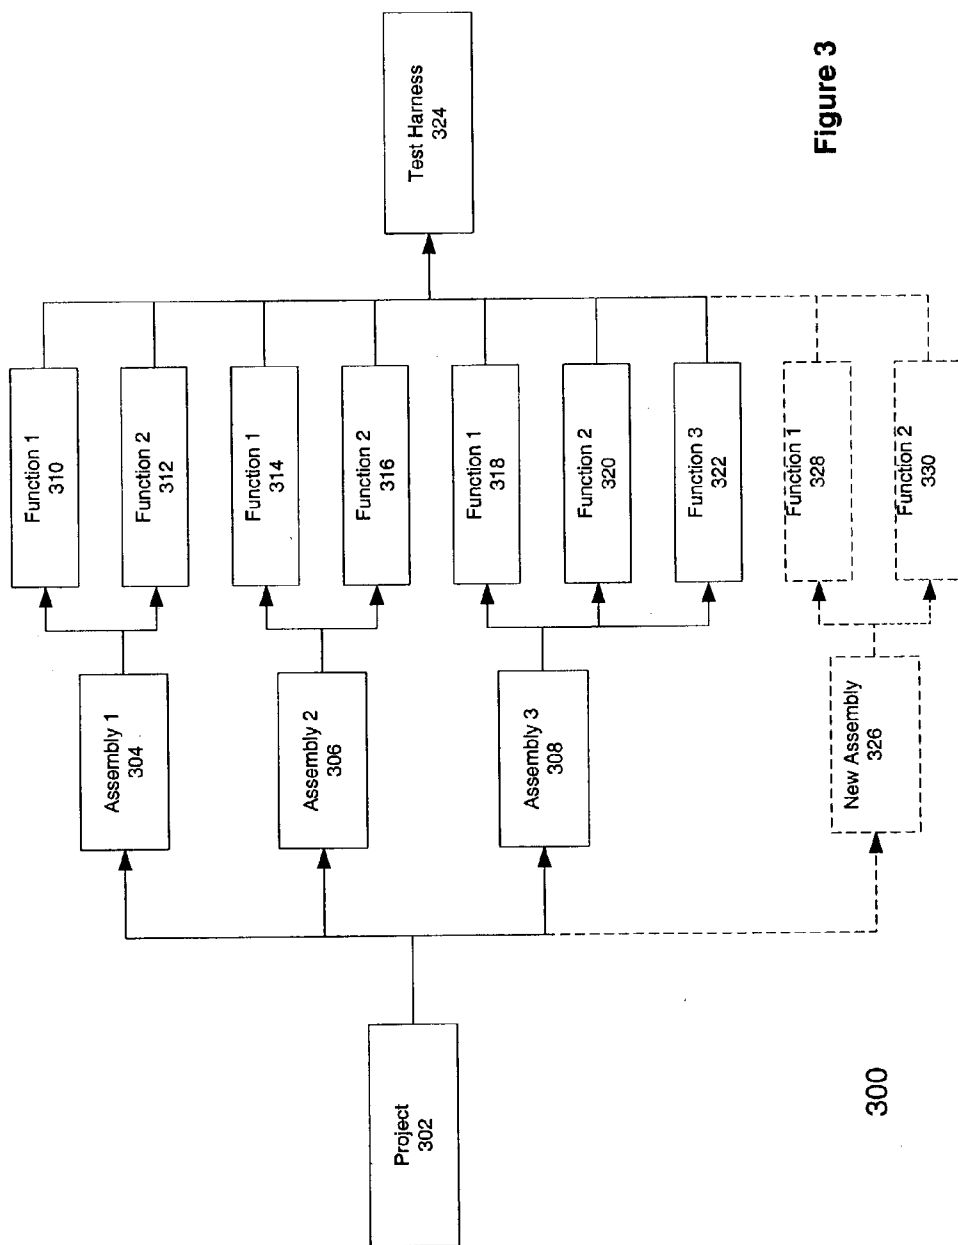 Project
302
Assembly 1
304
Assembly 2
306
Assembly 3
308
New Assembly
326
Function 1
310
Function 2
312
Function 1
314
Function 2
316
Function 1
318
Function 2
320
Function 3
322
Function 1
328
Function 2
330
Test Harness
324
300
Figure 3